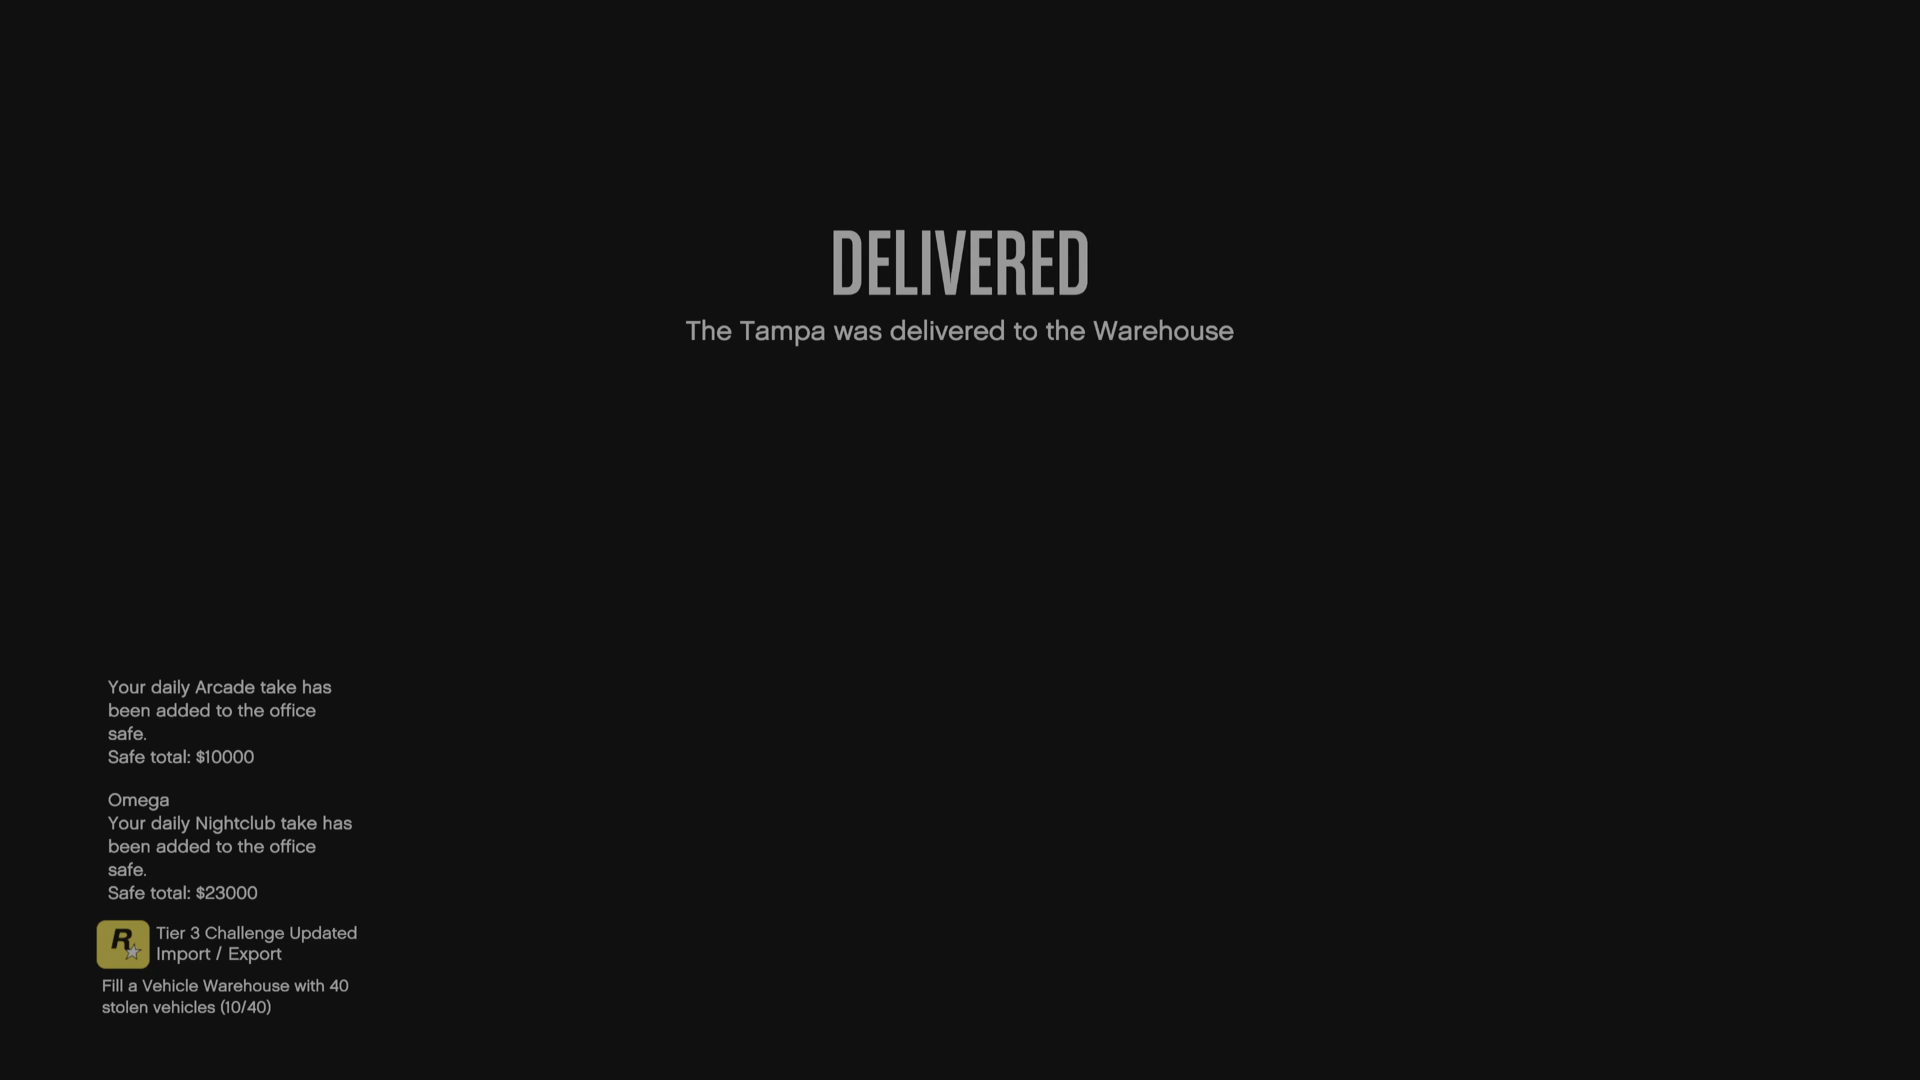 DELIVERED
The Tampa was delivered to the Warehouse
Your daily Arcade take has
been added to the office
safe.
Safe total: $10000
Omega
Your daily Nightclub take has
been added to the office
safe.
Safe total: $23000
R
Tier 3 Challenge Updated
Import / Export
Fill a Vehicle Warehouse with 40
stolen vehicles (10/40)